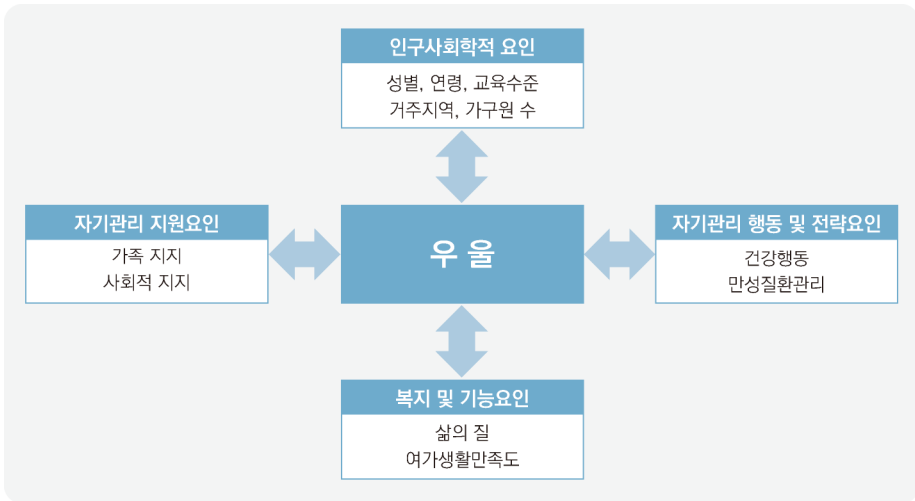 인구사회학적 요인
성별, 연령, 교육수준
거주지역, 가구원 수
자기관리 지원요인
가족 지지
사회적 지지
우 울
자기관리 행동 및 전략요인
건강행동
만성질환관리
복지 및 기능요인
삶의 질
여가생활만족도